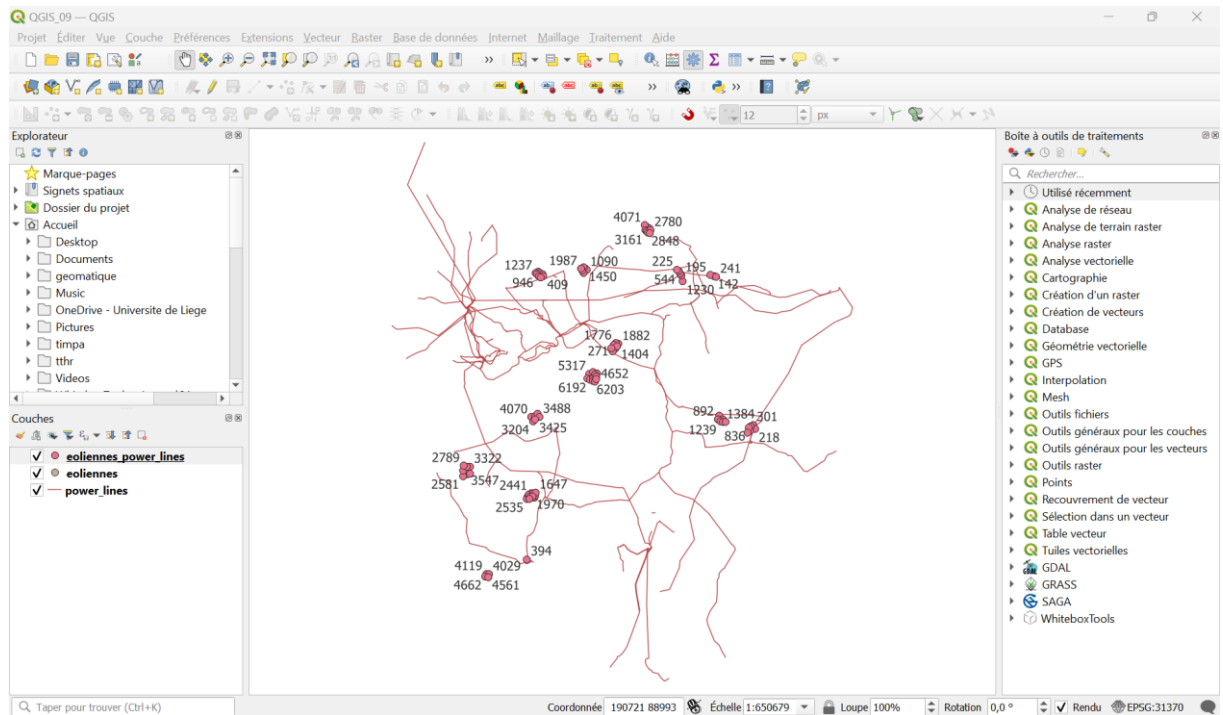 QGIS_09 — QGIS
Projet Éditer Vue Couche Préférences Extensions Vecteur Raster Base de données Internet Maillage Traitement Aide
12 px
Explorateur
Marque-pages
Signets spatiaux
Dossier du projet
Accueil
Desktop
Documents
geomatique
Music
OneDrive - Universite de Liege
Pictures
timpa
tthr
Videos
Couches
eoliennes_power_lines
eoliennes
power_lines
4071 2780
3161 2848
1237 1987 1090 225 195 241
946 409 1450 544 142
1230
1776 1882
271 1404
5317 4652
6192 6203
4070 3488 892 1384 301
3204 3425 1239 836 218
2789 3322
2581 3547 2441 1647
2535 1970
394
4119 4029
4662 4561
Boîte à outils de traitements
Rechercher...
Utilisé récemment
Analyse de réseau
Analyse de terrain raster
Analyse raster
Analyse vectorielle
Cartographie
Création d'un raster
Création de vecteurs
Database
Géométrie vectorielle
GPS
Interpolation
Mesh
Outils fichiers
Outils généraux pour les couches
Outils généraux pour les vecteurs
Outils raster
Points
Recouvrement de vecteur
Sélection dans un vecteur
Table vecteur
Tuiles vectorielles
GDAL
GRASS
SAGA
WhiteboxTools
Taper pour trouver (Ctrl+K) Coordonnée 190721 88993 Échelle 1:650679 Loupe 100% Rotation 0,0 ° Rendu EPSG:31370